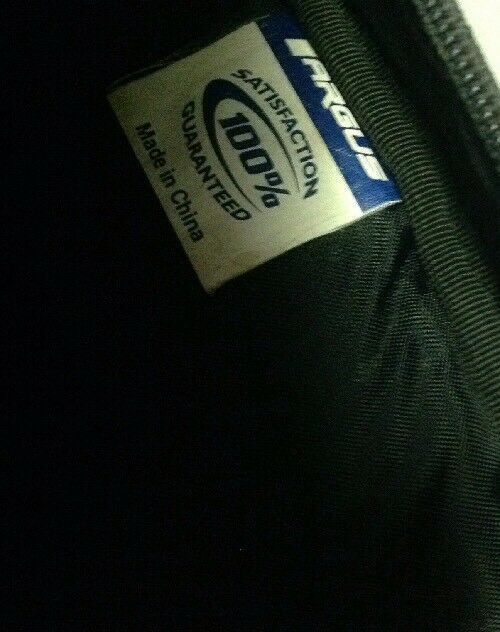 ARGUS
SATISFACTION
100%
GUARANTEED
Made in China